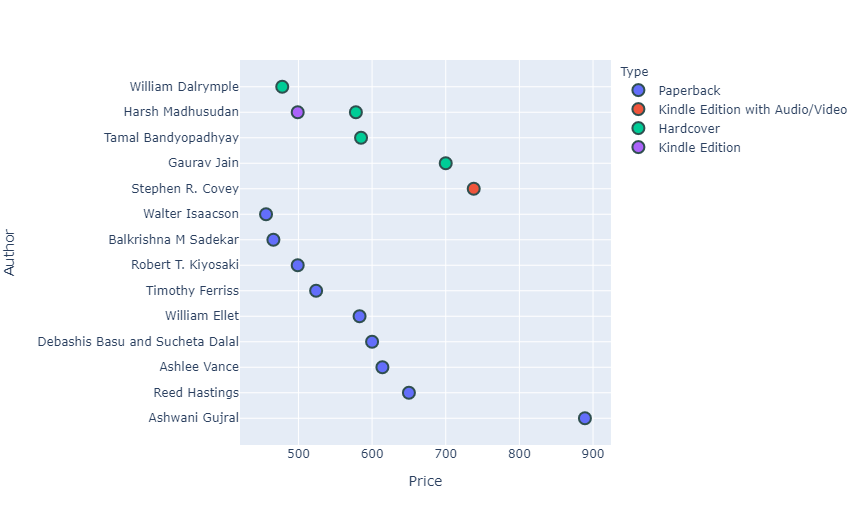 Type
Paperback
Kindle Edition with Audio/Video
Hardcover
Kindle Edition
William Dalrymple
Harsh Madhusudan
Tamal Bandyopadhyay
Gaurav Jain
Stephen R. Covey
Walter Isaacson
Balkrishna M Sadekar
Robert T. Kiyosaki
Timothy Ferriss
William Ellet
Debashis Basu and Sucheta Dalal
Ashlee Vance
Reed Hastings
Ashwani Gujral
Author
500 600 700 800 900
Price